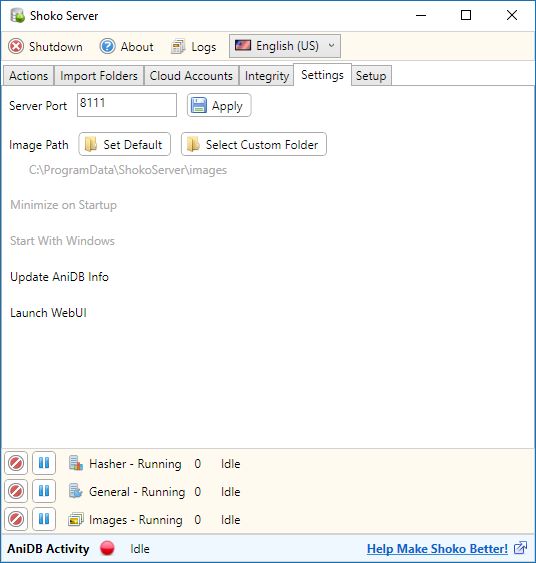 Shoko Server
Shutdown About Logs English (US)
Actions Import Folders Cloud Accounts Integrity Settings Setup
Server Port 8111 Apply
Image Path Set Default Select Custom Folder
C:\ProgramData\ShokoServer\images
Minimize on Startup
Start With Windows
Update AniDB Info
Launch WebUI
Hasher - Running 0 Idle
General - Running 0 Idle
Images - Running 0 Idle
AniDB Activity Idle Help Make Shoko Better!